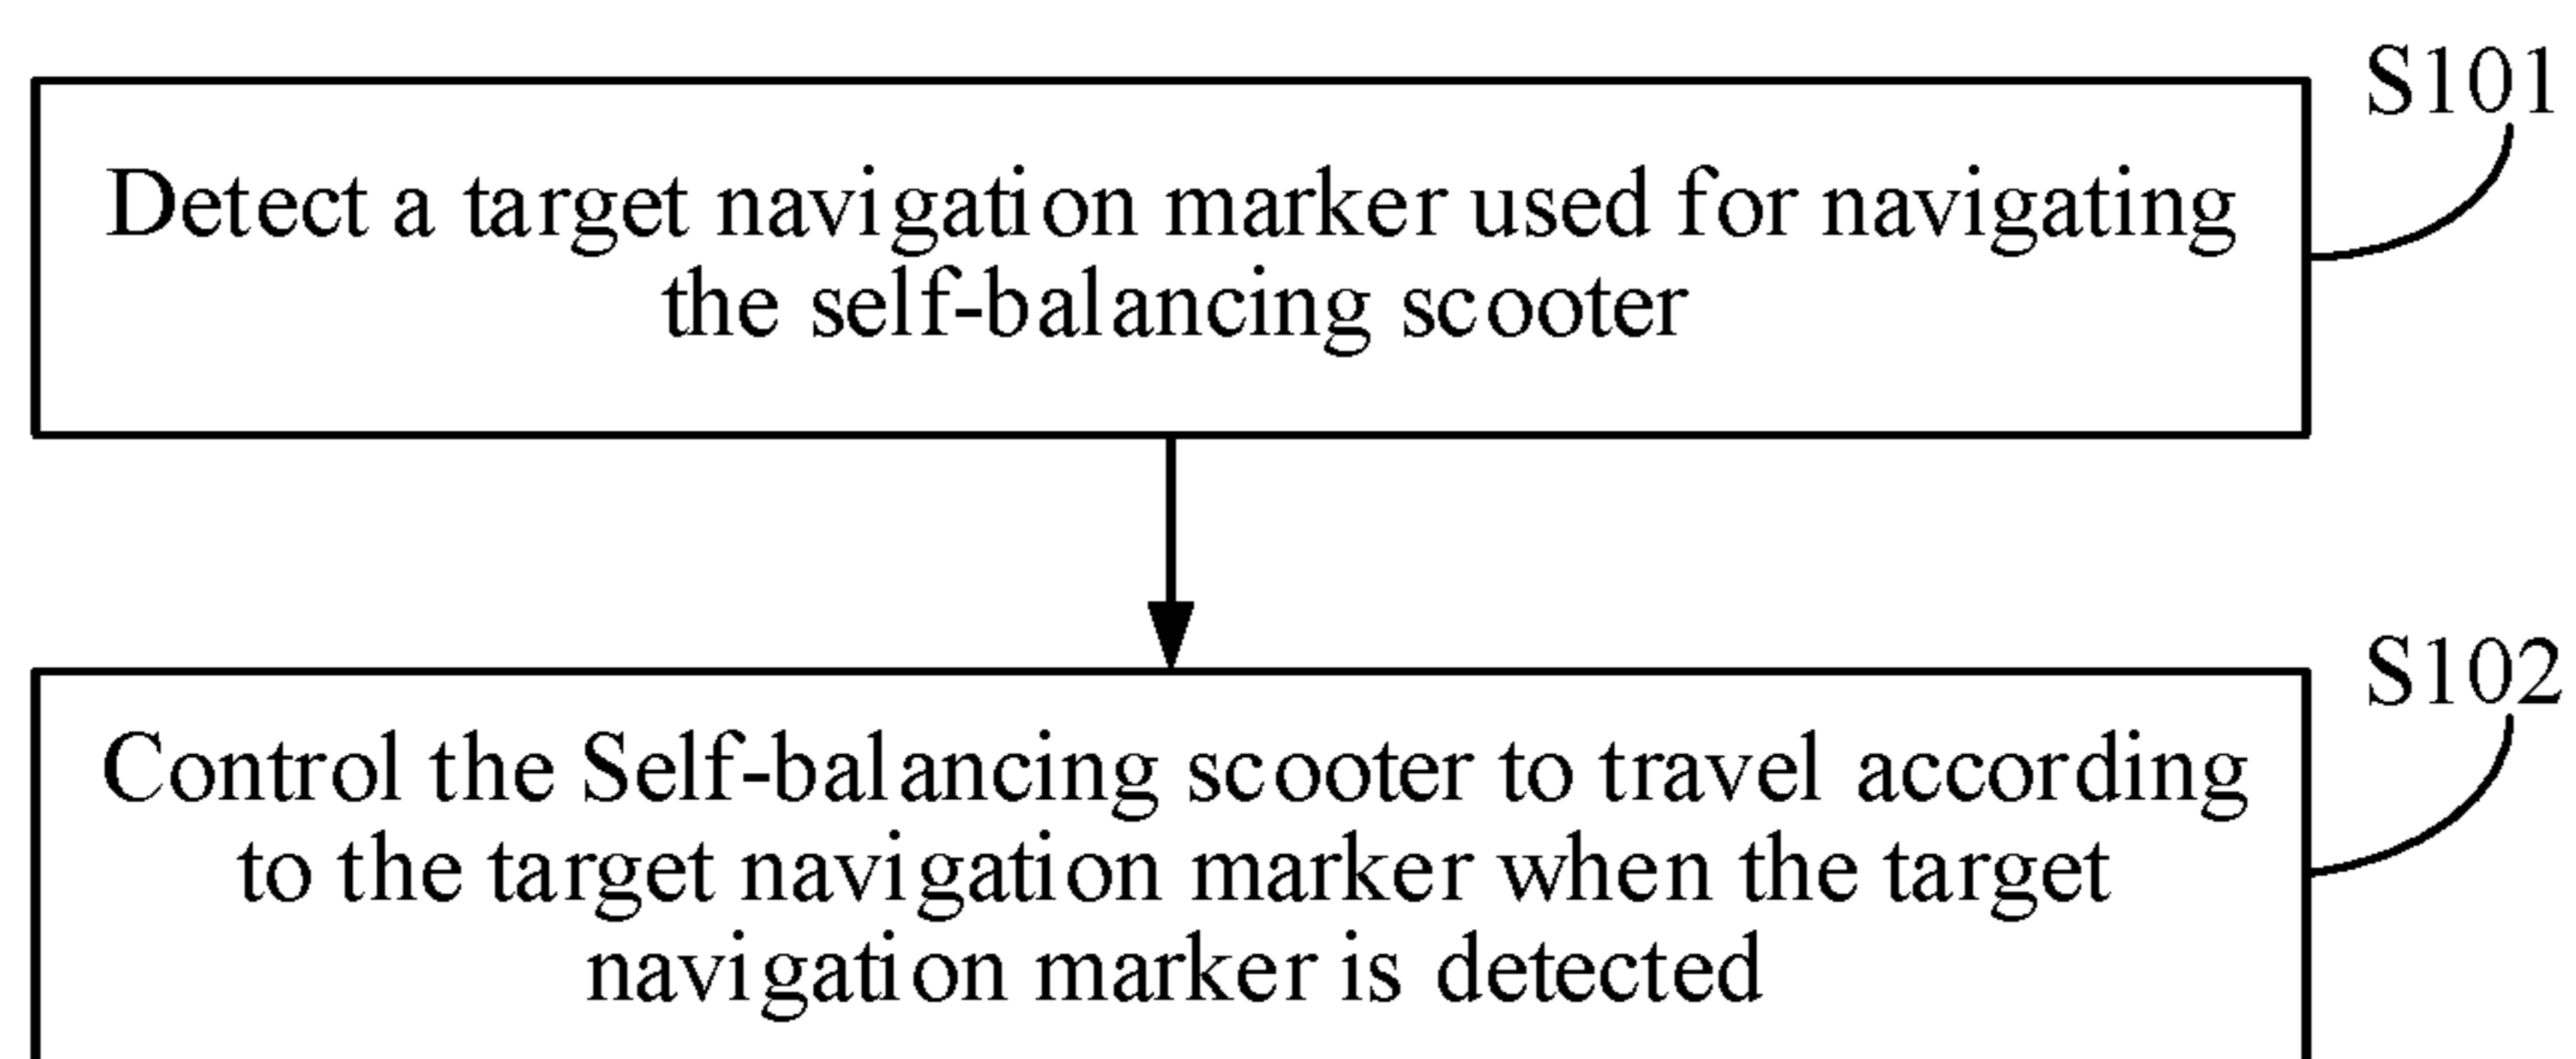 S101
Detect a target navigation marker used for navigating
the self-balancing scooter
S102
Control the Self-balancing scooter to travel according
to the target navigation marker when the target
navigation marker is detected